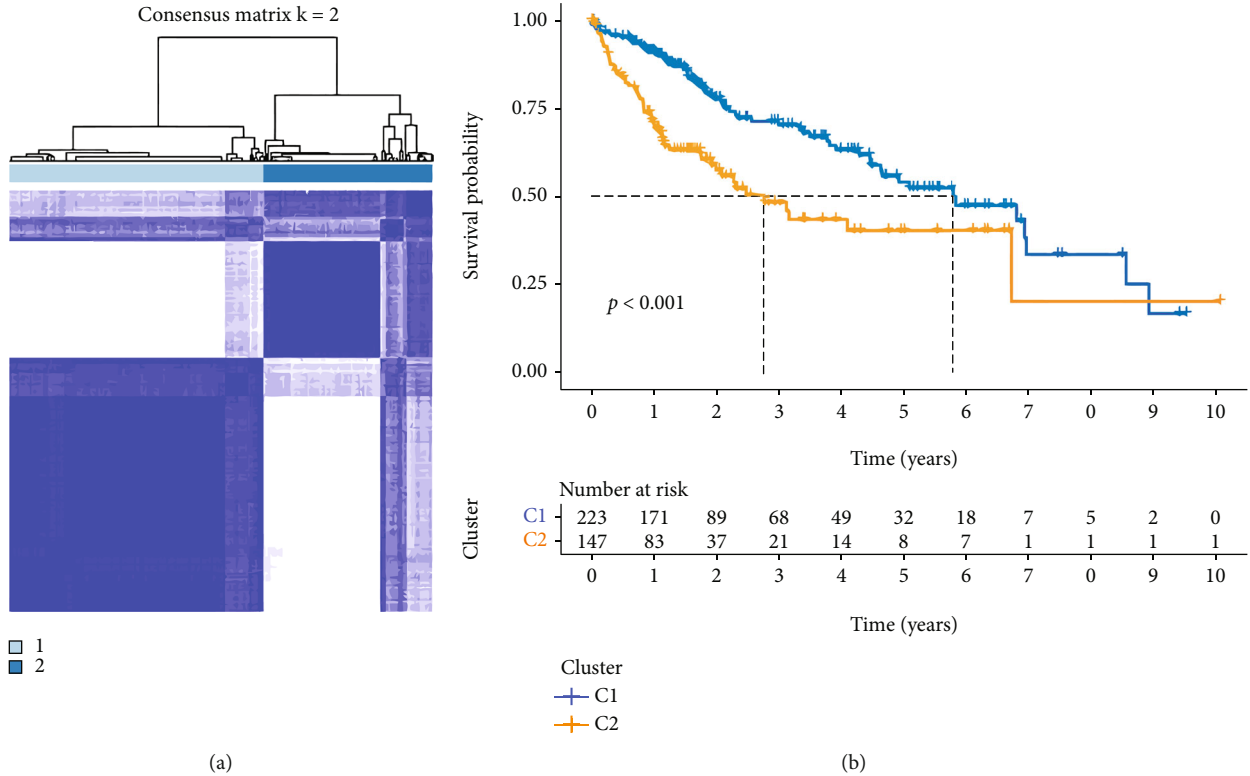 Consensus matrix k = 2
1
2
(a)
Survival probability
1.00
0.75
0.50
0.25
0.00
p < 0.001
0 1 2 3 4 5 6 7 0 9 10
Time (years)
Number at risk
Cluster
C1 223 171 89 68 49 32 18 7 5 2 0
C2 147 83 37 21 14 8 7 1 1 1 1
0 1 2 3 4 5 6 7 0 9 10
Time (years)
Cluster
C1
C2
(b)